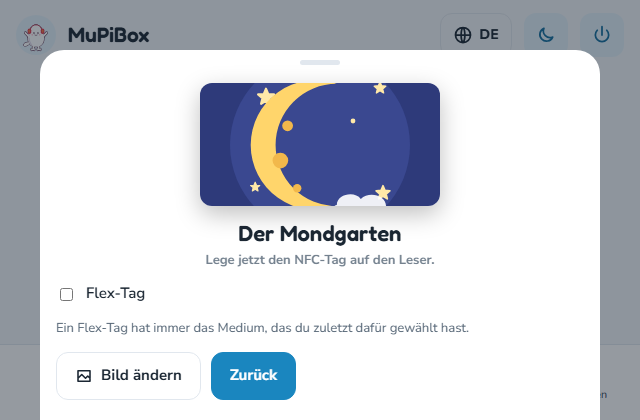 MuPiBox
DE
Der Mondgarten
Lege jetzt den NFC-Tag auf den Leser.
Flex-Tag
Ein Flex-Tag hat immer das Medium, das du zuletzt dafür gewählt hast.
Bild ändern
Zurück